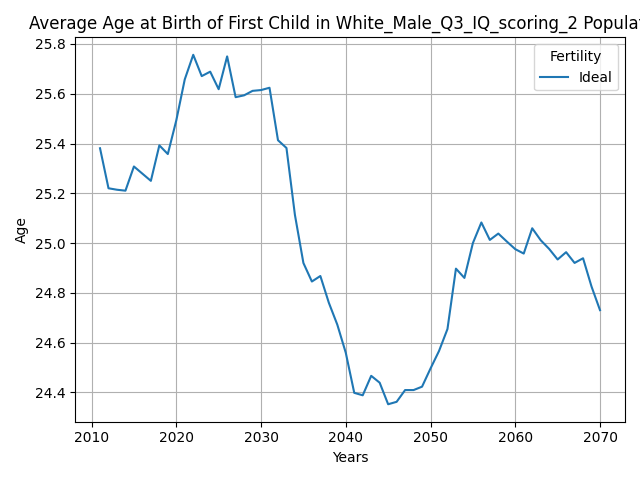 Average Age at Birth of First Child in White_Male_Q3_IQ_scoring_2 Populat
25.8
25.6
25.4
25.2
25.0
24.8
24.6
24.4
Age
Fertility
Ideal
2010 2020 2030 2040 2050 2060 2070
Years